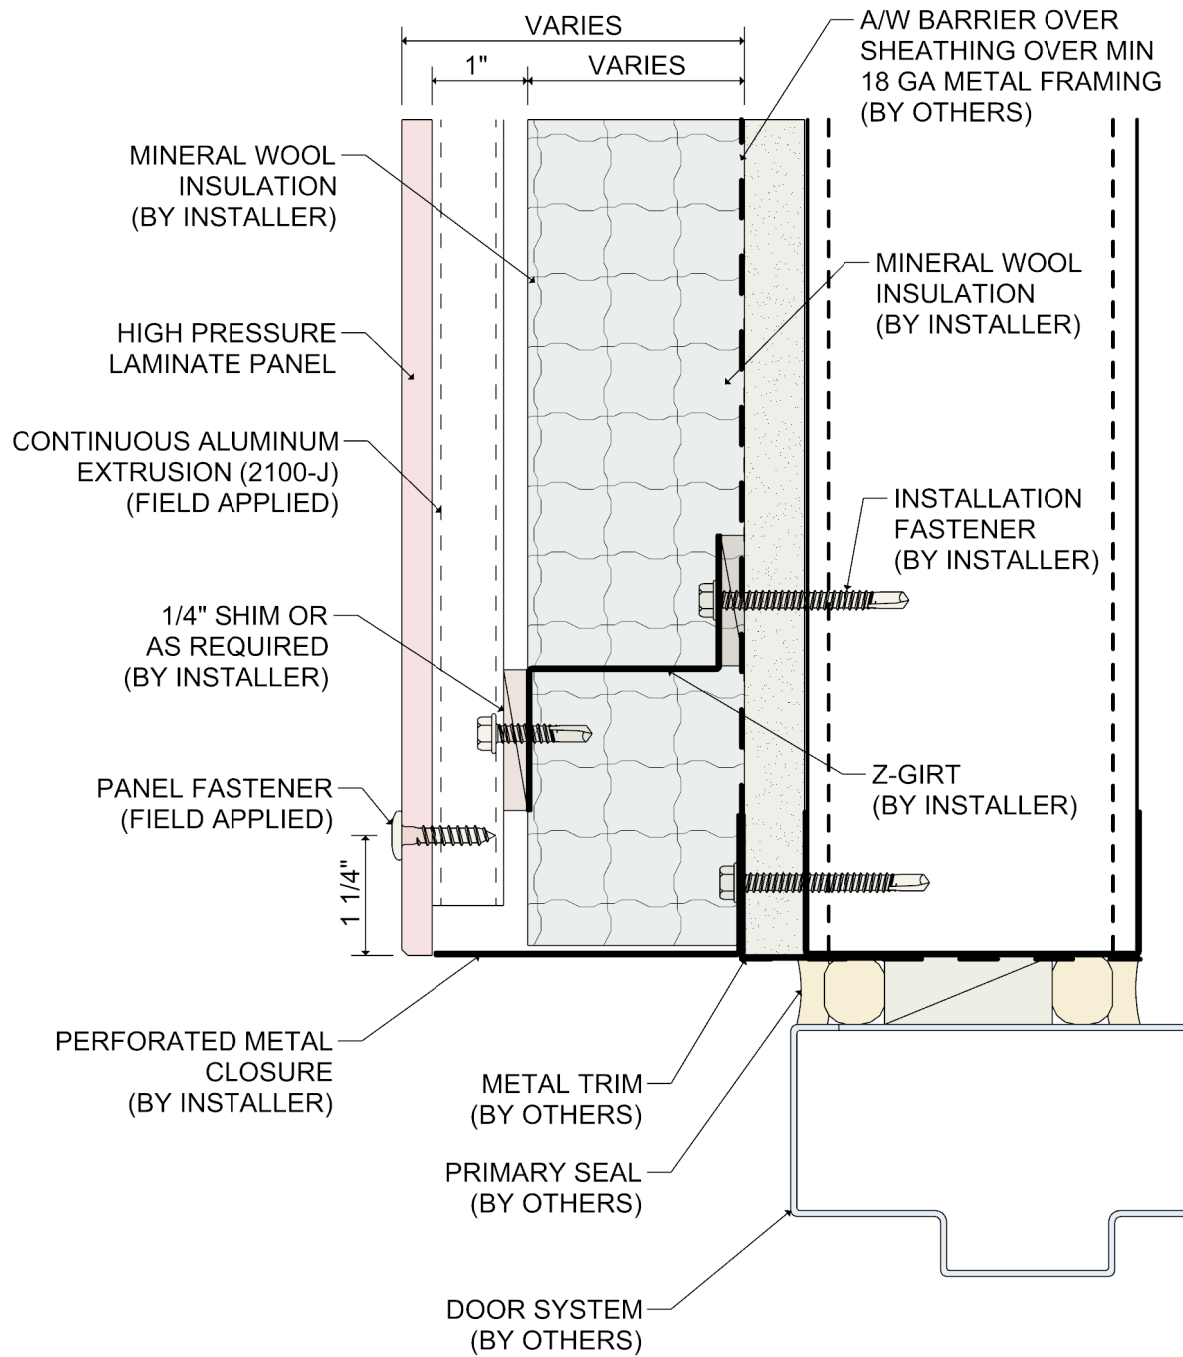 VARIES
1"
VARIES
A/W BARRIER OVER
SHEATHING OVER MIN
18 GA METAL FRAMING
(BY OTHERS)
MINERAL WOOL
INSULATION
(BY INSTALLER)
MINERAL WOOL
INSULATION
(BY INSTALLER)
HIGH PRESSURE
LAMINATE PANEL
CONTINUOUS ALUMINUM
EXTRUSION (2100-J)
(FIELD APPLIED)
INSTALLATION
FASTENER
(BY INSTALLER)
1/4" SHIM OR
AS REQUIRED
(BY INSTALLER)
Z-GIRT
(BY INSTALLER)
PANEL FASTENER
(FIELD APPLIED)
1 1/4"
PERFORATED METAL
CLOSURE
(BY INSTALLER)
METAL TRIM
(BY OTHERS)
PRIMARY SEAL
(BY OTHERS)
DOOR SYSTEM
(BY OTHERS)